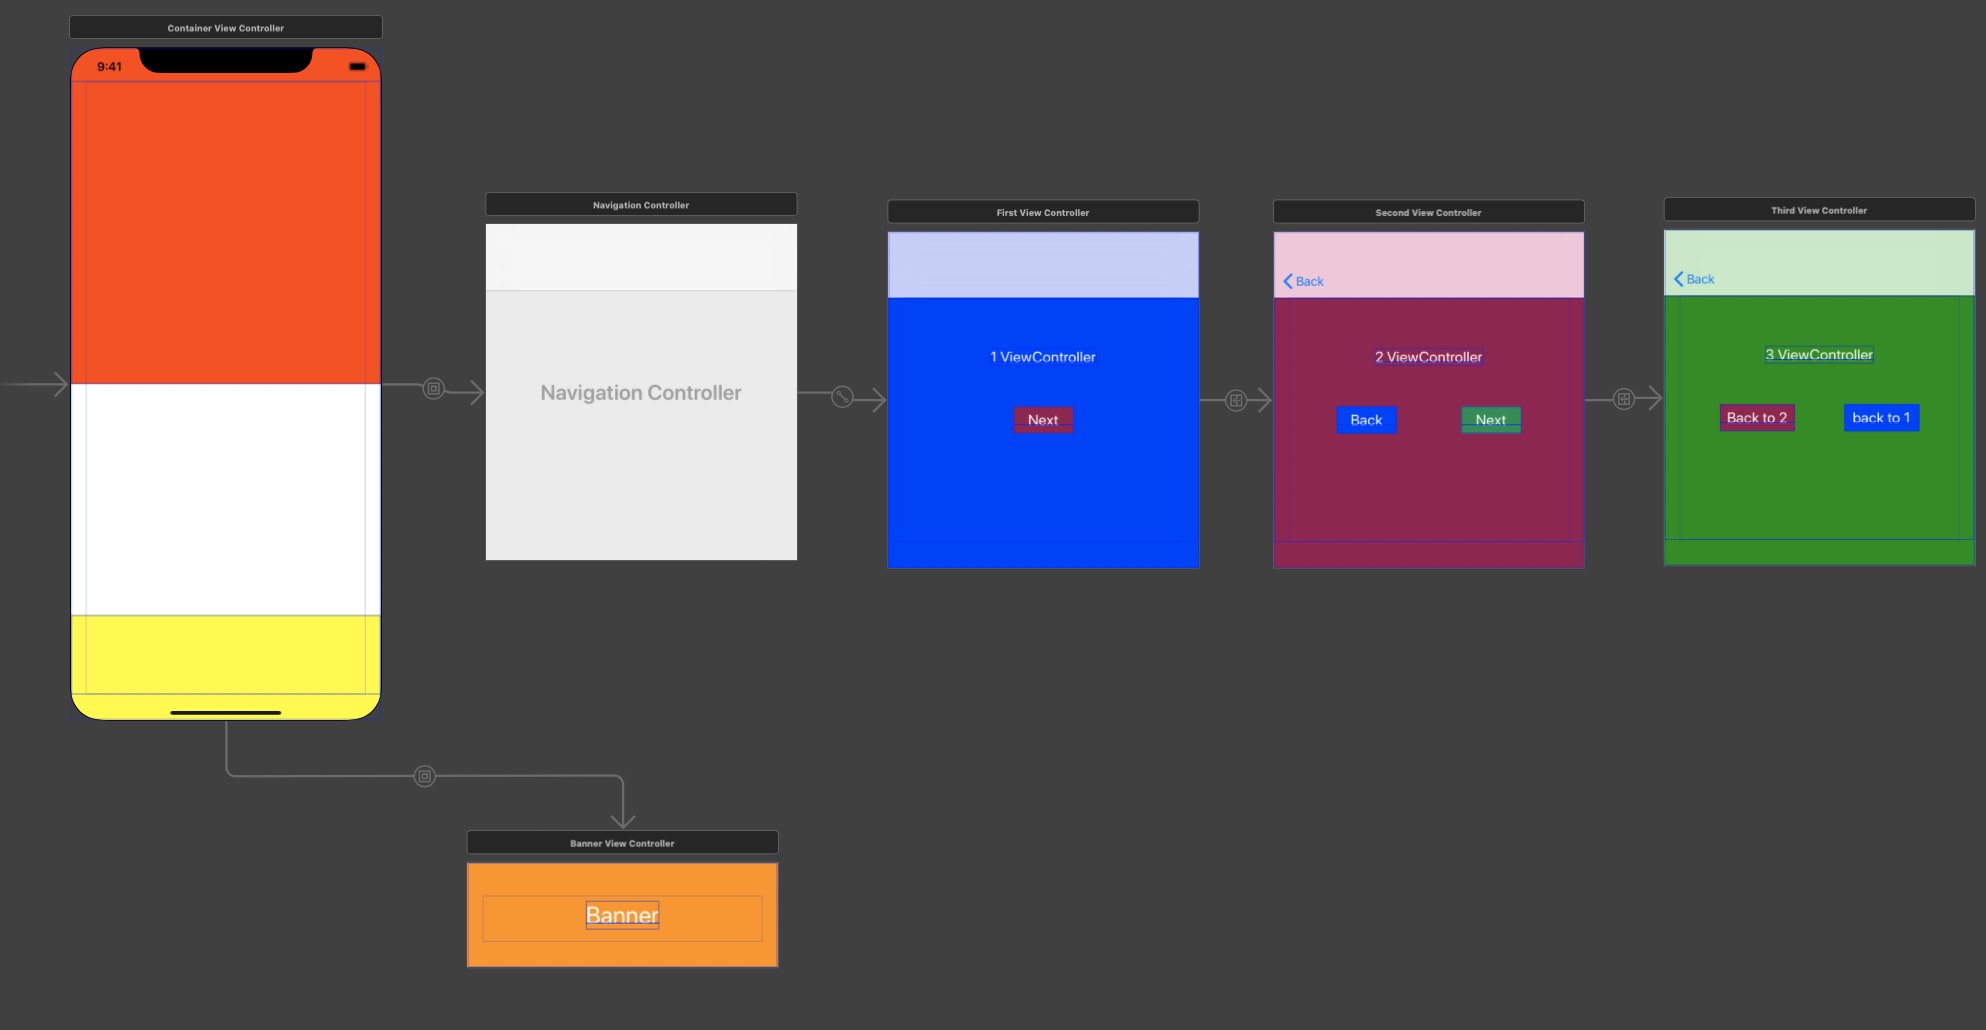 Container View Controller
9:41
Navigation Controller
Navigation Controller
First View Controller
1 ViewController
Next
Second View Controller
Back
2 ViewController
Back
Next
Third View Controller
Back
3 ViewController
Back to 2
back to 1
Banner View Controller
Banner